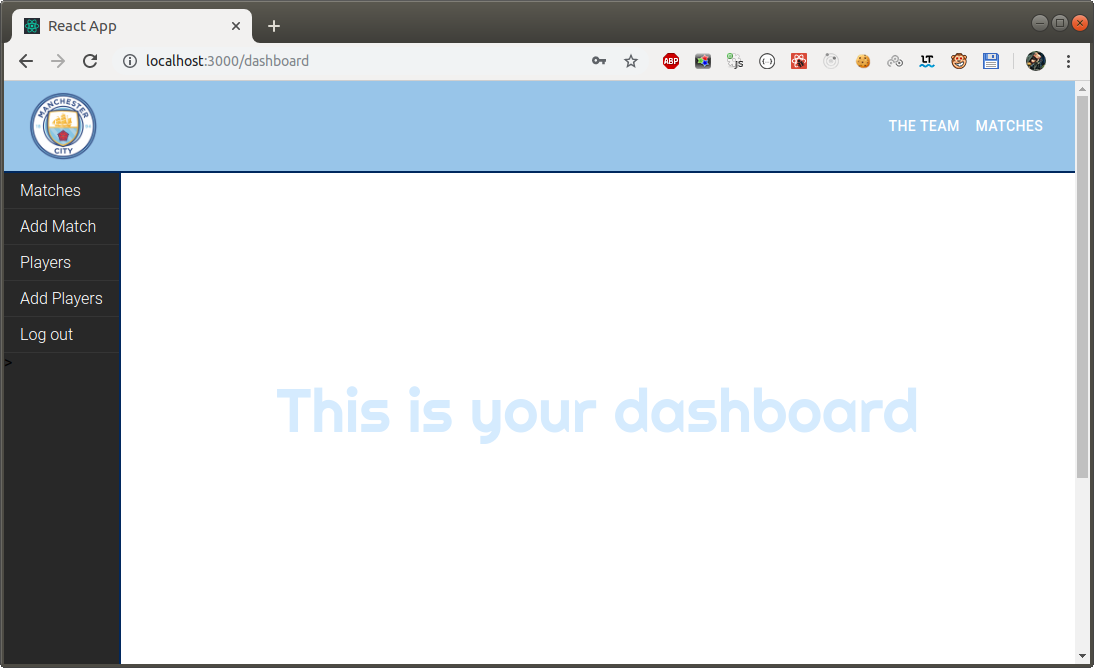 React App
localhost:3000/dashboard
ABP
js
LT
MANCHESTER
CITY
THE TEAM MATCHES
Matches
Add Match
Players
Add Players
Log out
>
This is your dashboard